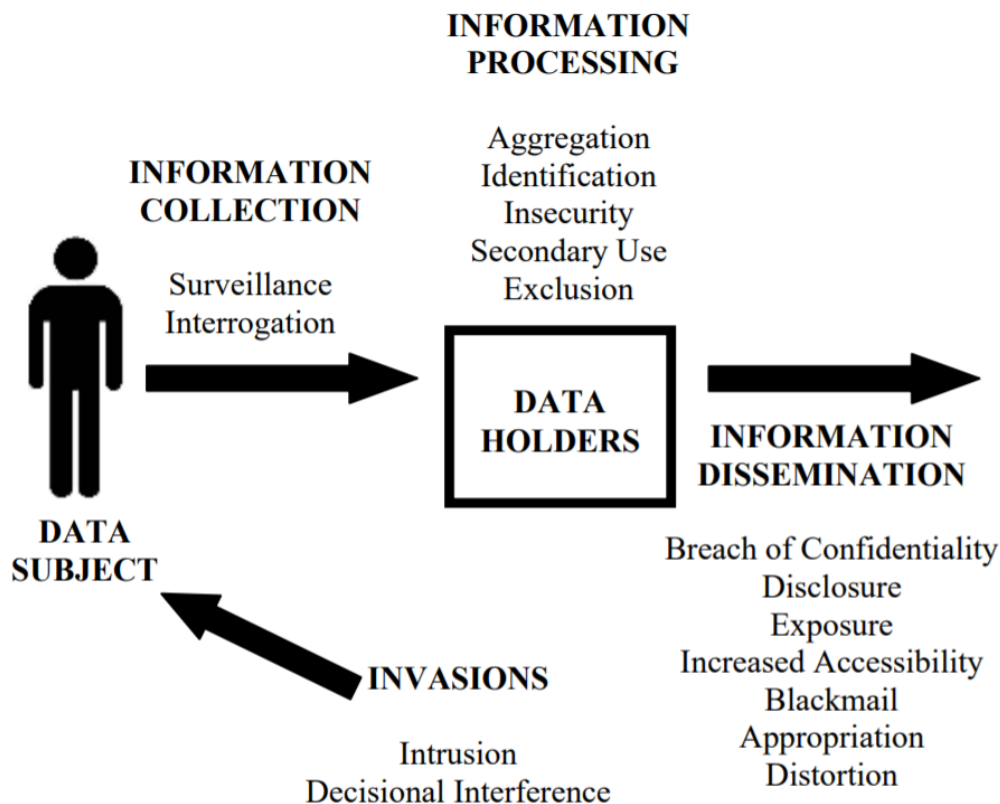 INFORMATION
PROCESSING
Aggregation
Identification
Insecurity
Secondary Use
Exclusion
INFORMATION
COLLECTION
Surveillance
Interrogation
DATA
HOLDERS
INFORMATION
DISSEMINATION
Breach of Confidentiality
Disclosure
Exposure
Increased Accessibility
Blackmail
Appropriation
Distortion
DATA
SUBJECT
INVASIONS
Intrusion
Decisional Interference